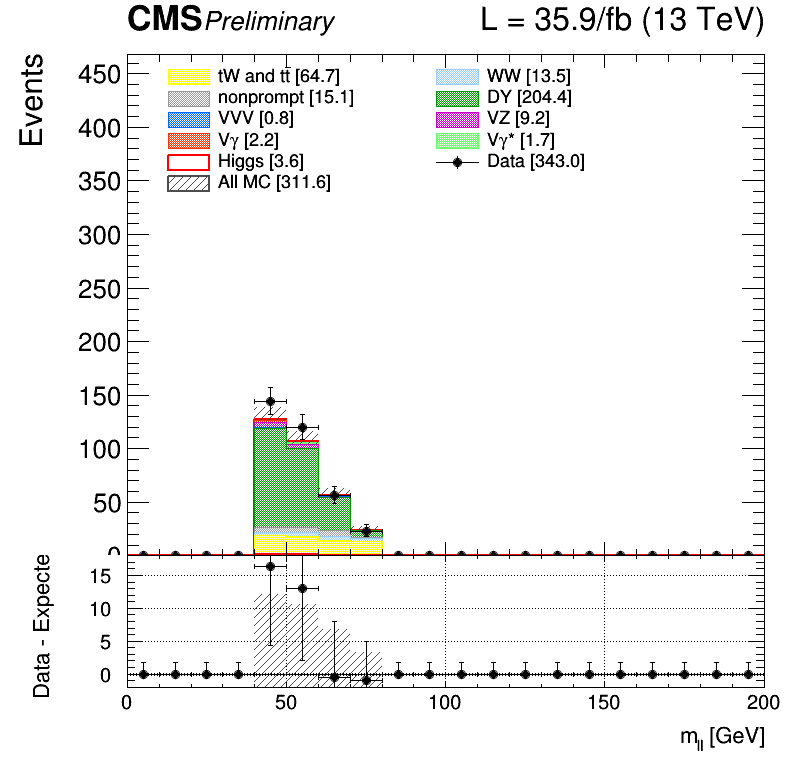 CMS Preliminary L = 35.9/fb (13 TeV)
Events
450
400
350
300
250
200
150
100
50
0
tW and tt̄ [64.7]
nonprompt [15.1]
VVV [0.8]
Vγ [2.2]
Higgs [3.6]
All MC [311.6]
WW [13.5]
DY [204.4]
VZ [9.2]
Vγ* [1.7]
Data [343.0]
Data - Expecte
15
10
5
0
0 50 100 150 200
m_ll [GeV]